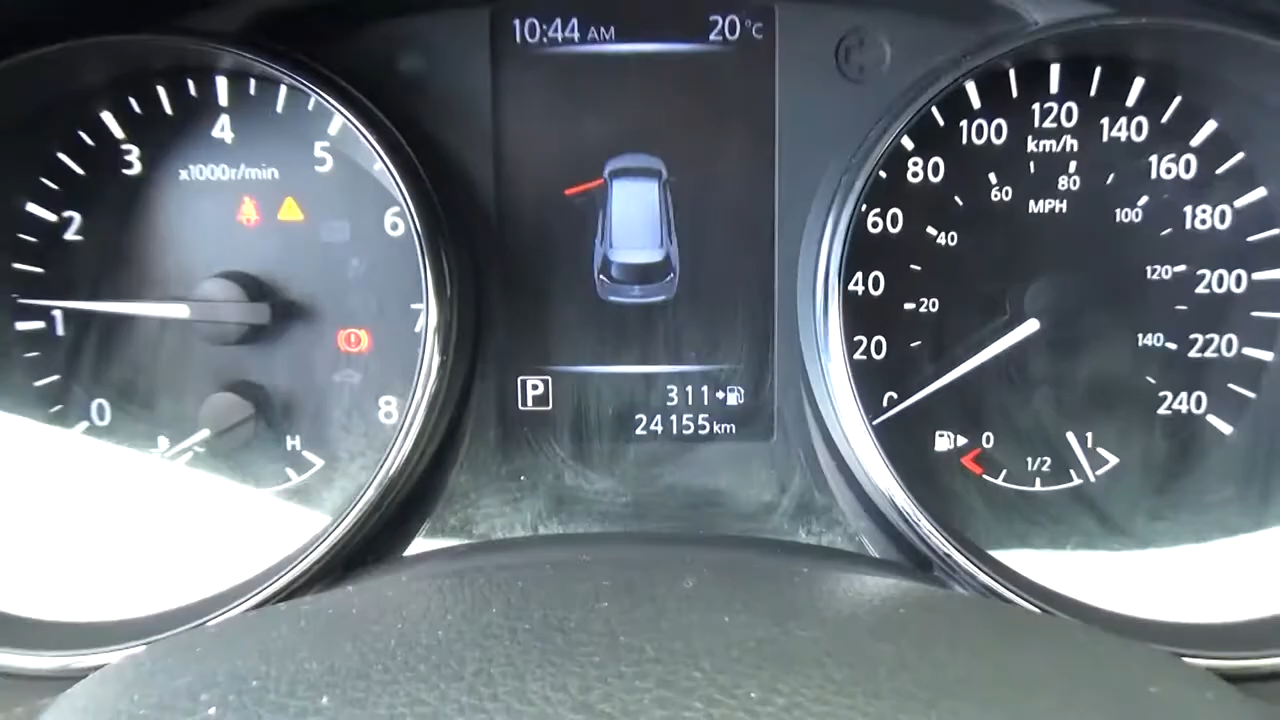 10:44 AM 20°C
x1000r/min
0 1 2 3 4 5 6 7 8
H
P
311
24155km
0 20 40 60 80 100 120 140 160 180 200 220 240
km/h
20 40 60 80 100 120 140
MPH
0 1/2 1